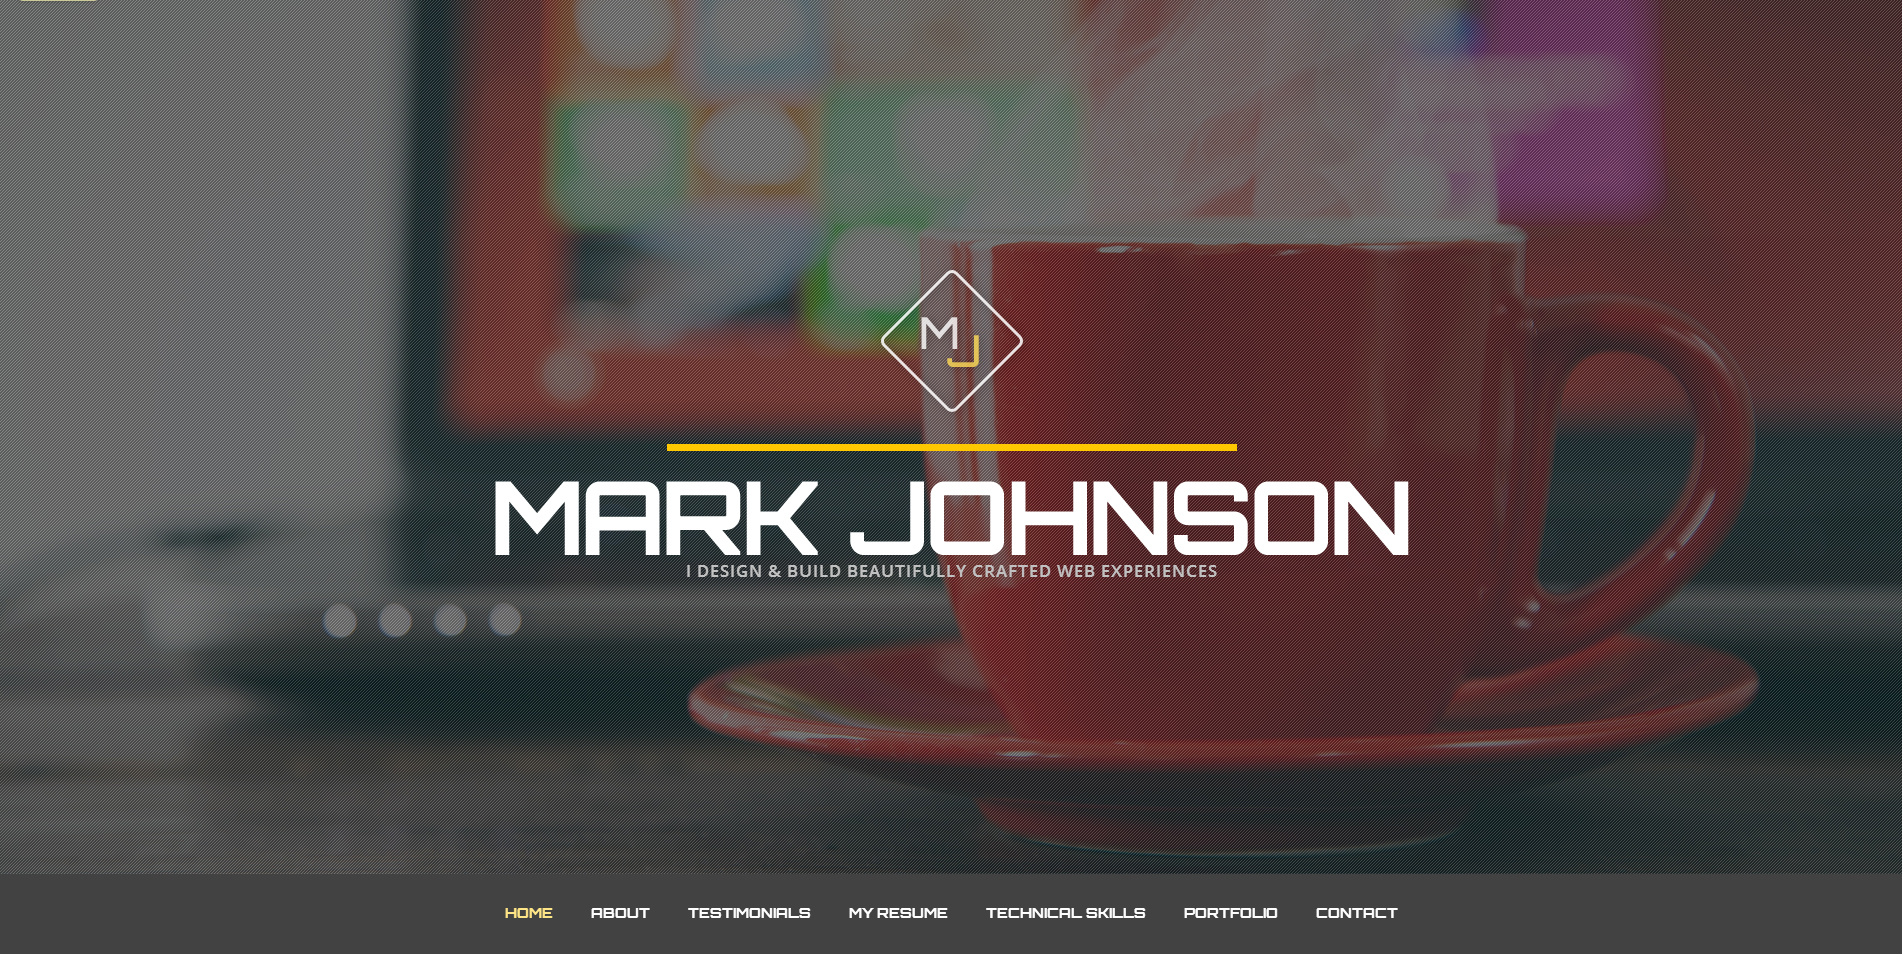 MJ
MARK JOHNSON
I DESIGN & BUILD BEAUTIFULLY CRAFTED WEB EXPERIENCES
HOME ABOUT TESTIMONIALS MY RESUME TECHNICAL SKILLS PORTFOLIO CONTACT